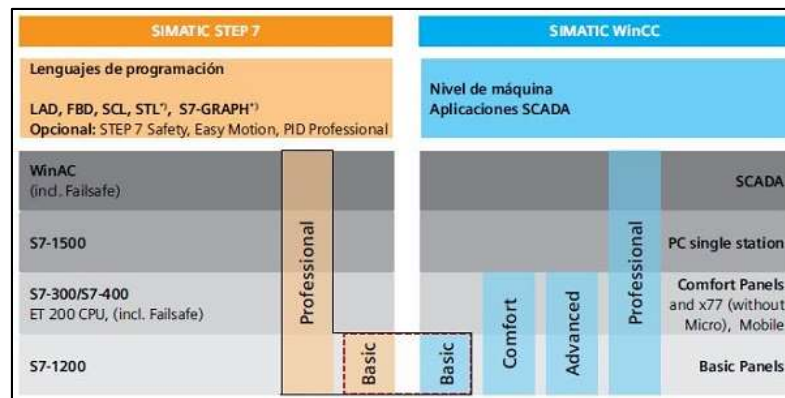 SIMATIC STEP 7
Lenguajes de programación
LAD, FBD, SCL, STL*), S7-GRAPH*)
Opcional: STEP 7 Safety, Easy Motion, PID Professional
WinAC
(incl. Failsafe)
S7-1500
S7-300/S7-400
ET 200 CPU, (incl. Failsafe)
S7-1200
Professional
Basic
SIMATIC WinCC
Nivel de máquina
Aplicaciones SCADA
Basic
Comfort
Advanced
Professional
SCADA
PC single station
Comfort Panels
and x77 (without
Micro), Mobile
Basic Panels